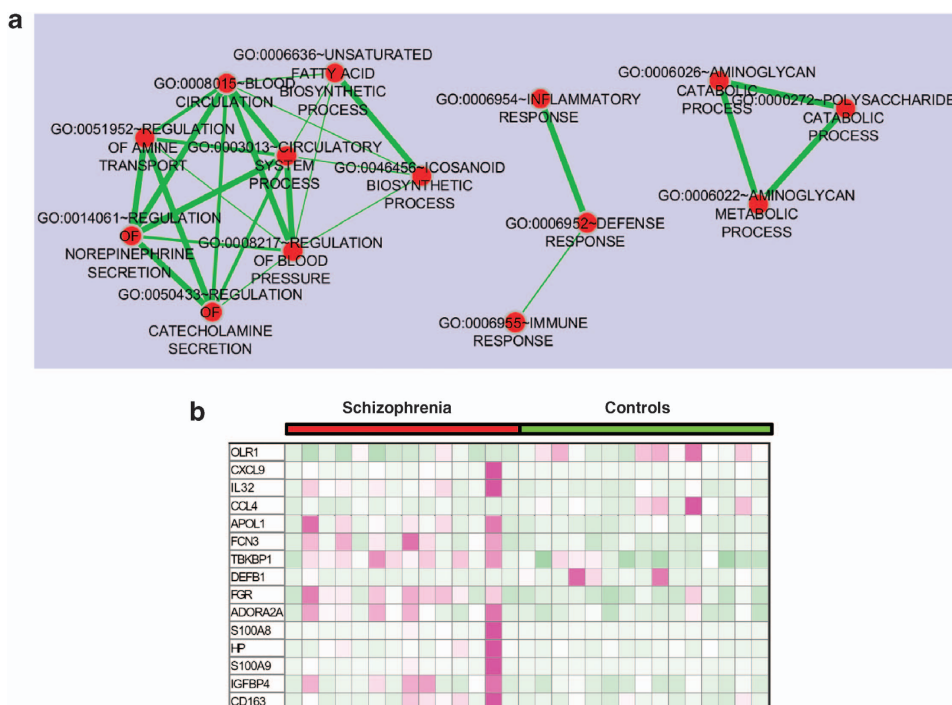 a
GO:0006636~UNSATURATED
FATTY ACID
BIOSYNTHETIC
PROCESS
GO:0008015~BLOOD
CIRCULATION
GO:0051952~REGULATION
OF AMINE
TRANSPORT
GO:0003013~CIRCULATORY
SYSTEM
PROCESS
GO:0046456~ICOSANOID
BIOSYNTHETIC
PROCESS
GO:0014061~REGULATION
OF
NOREPINEPHRINE
SECRETION
GO:0008217~REGULATION
OF BLOOD
PRESSURE
GO:0050433~REGULATION
OF
CATECHOLAMINE
SECRETION
GO:0006954~INFLAMMATORY
RESPONSE
GO:0006952~DEFENSE
RESPONSE
GO:0006955~IMMUNE
RESPONSE
GO:0006026~AMINOGLYCAN
CATABOLIC
PROCESS
GO:0000272~POLYSACCHARIDE
CATABOLIC
PROCESS
GO:0006022~AMINOGLYCAN
METABOLIC
PROCESS
b
Schizophrenia
Controls
OLR1
CXCL9
IL32
CCL4
APOL1
FCN3
TBKBP1
DEFB1
FGR
ADORA2A
S100A8
HP
S100A9
IGFBP4
CD163